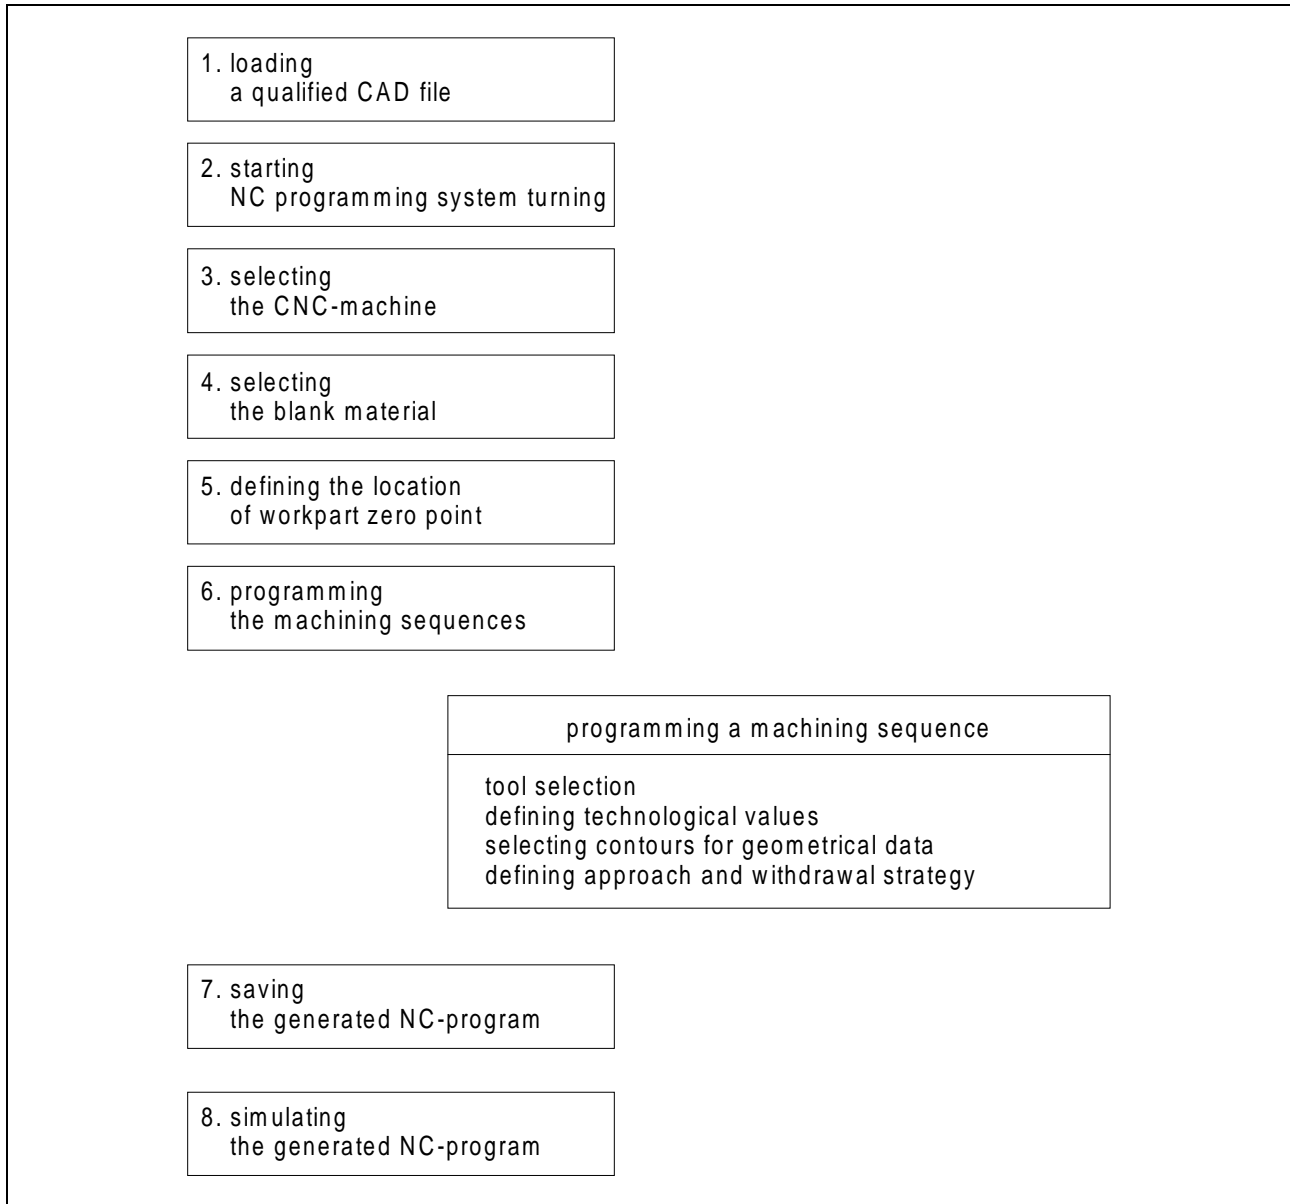 1. loading
a qualified CAD file
2. starting
NC programming system turning
3. selecting
the CNC-machine
4. selecting
the blank material
5. defining the location
of workpart zero point
6. programming
the machining sequences
programming a machining sequence
tool selection
defining technological values
selecting contours for geometrical data
defining approach and withdrawal strategy
7. saving
the generated NC-program
8. simulating
the generated NC-program